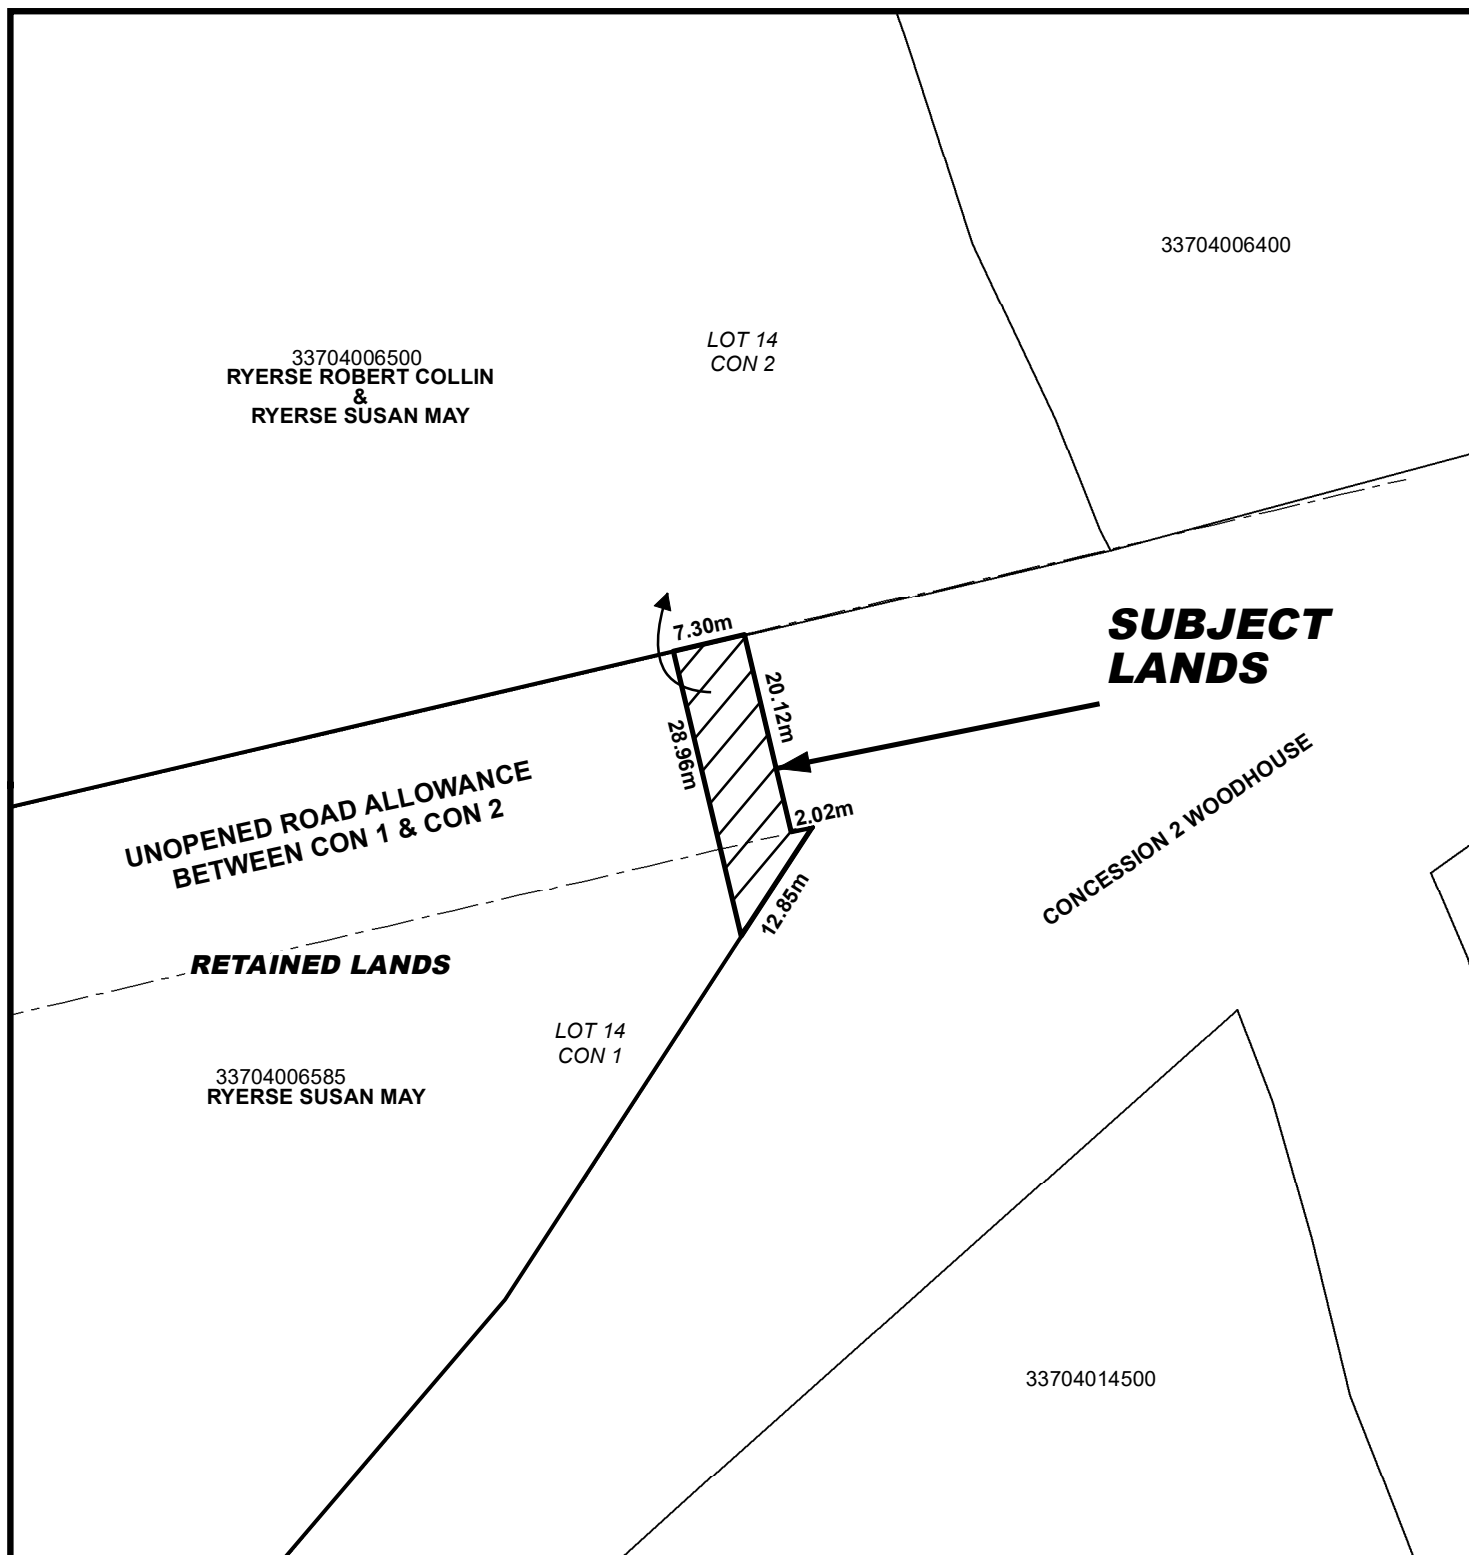 33704006400
LOT 14
CON 2
33704006500
RYERSE ROBERT COLLIN
&
RYERSE SUSAN MAY
SUBJECT
LANDS
7.30m
20.12m
28.96m
2.02m
12.85m
UNOPENED ROAD ALLOWANCE
BETWEEN CON 1 & CON 2
CONCESSION 2 WOODHOUSE
RETAINED LANDS
LOT 14
CON 1
33704006585
RYERSE SUSAN MAY
33704014500